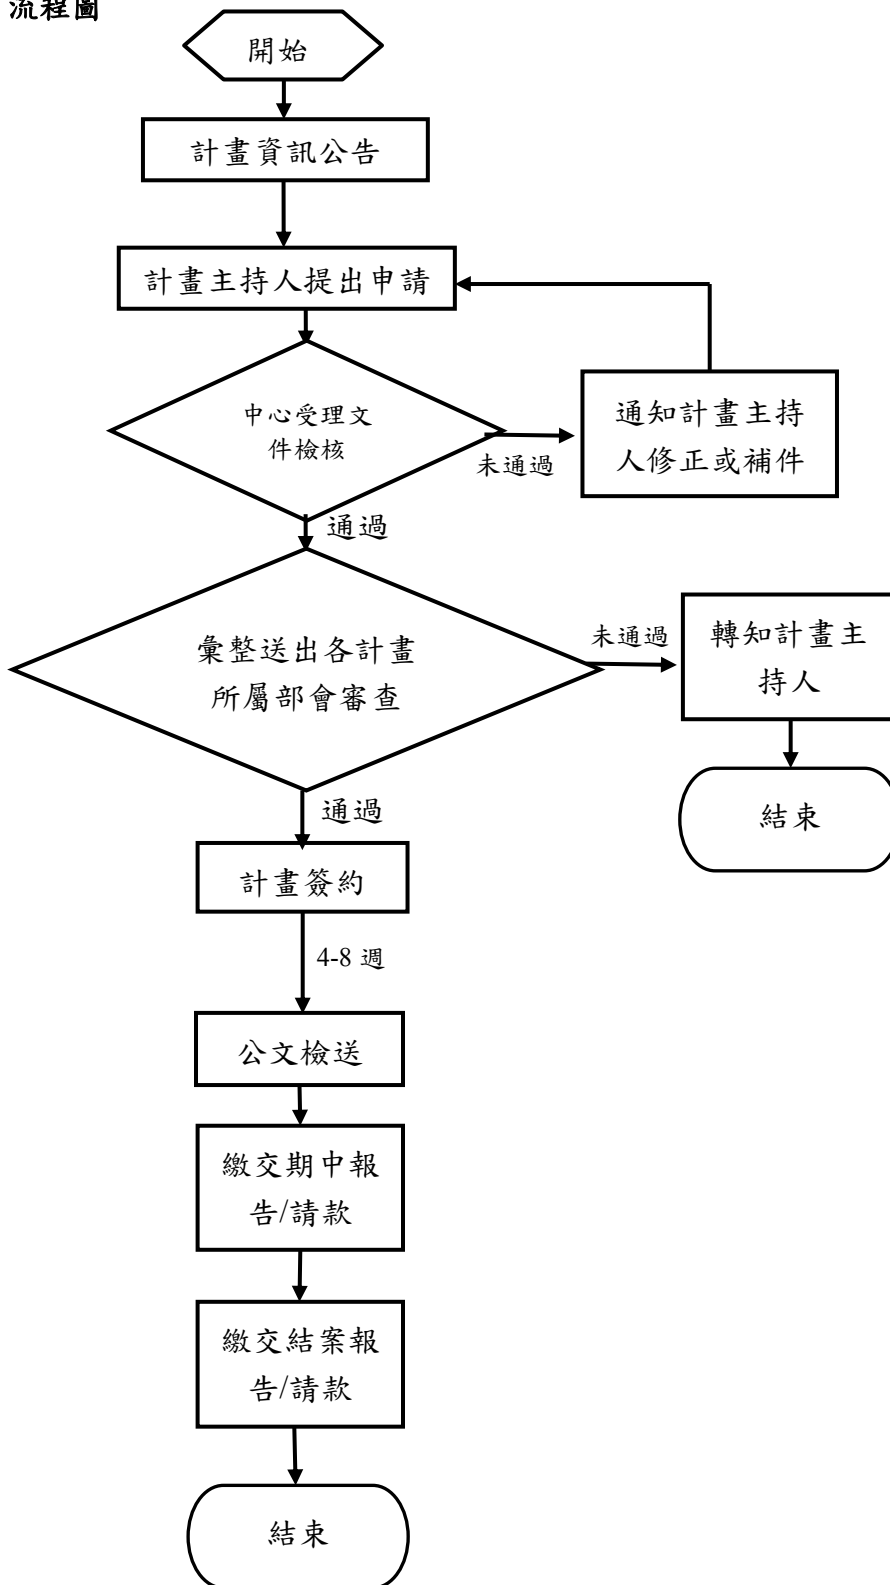 流程圖
開始
計畫資訊公告
計畫主持人提出申請
中心受理文
件檢核
未通過
通知計畫主持
人修正或補件
通過
彙整送出各計畫
所屬部會審查
未通過
轉知計畫主
持人
結束
通過
計畫簽約
4-8 週
公文檢送
繳交期中報
告/請款
繳交結案報
告/請款
結束